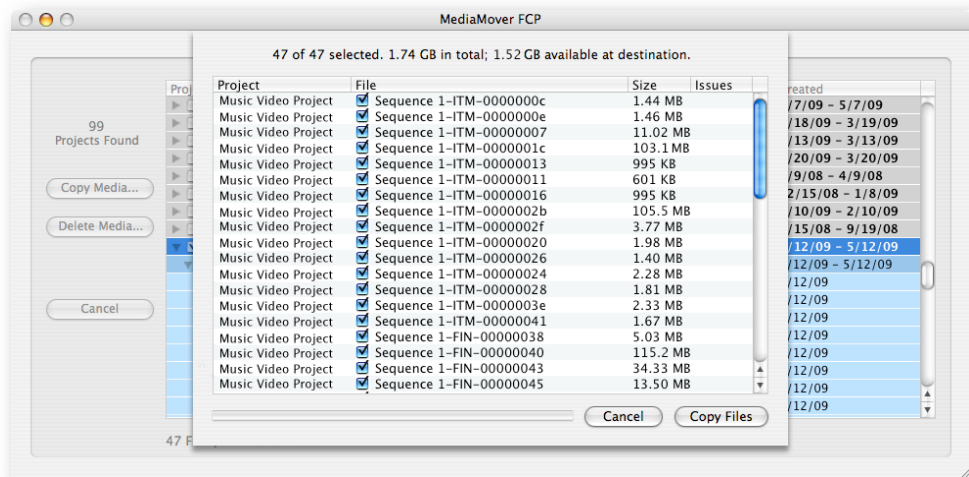 MediaMover FCP
47 of 47 selected. 1.74 GB in total; 1.52 GB available at destination.
Project File Size Issues
Music Video Project Sequence 1-ITM-0000000c 1.44 MB
Music Video Project Sequence 1-ITM-0000000e 1.46 MB
Music Video Project Sequence 1-ITM-00000007 11.02 MB
Music Video Project Sequence 1-ITM-0000001c 103.1 MB
Music Video Project Sequence 1-ITM-00000013 995 KB
Music Video Project Sequence 1-ITM-00000011 601 KB
Music Video Project Sequence 1-ITM-00000016 995 KB
Music Video Project Sequence 1-ITM-0000002b 105.5 MB
Music Video Project Sequence 1-ITM-0000002f 3.77 MB
Music Video Project Sequence 1-ITM-00000020 1.98 MB
Music Video Project Sequence 1-ITM-00000026 1.40 MB
Music Video Project Sequence 1-ITM-00000024 2.28 MB
Music Video Project Sequence 1-ITM-00000028 1.81 MB
Music Video Project Sequence 1-ITM-0000003e 2.33 MB
Music Video Project Sequence 1-ITM-00000041 1.67 MB
Music Video Project Sequence 1-FIN-00000038 5.03 MB
Music Video Project Sequence 1-FIN-00000040 115.2 MB
Music Video Project Sequence 1-FIN-00000043 34.33 MB
Music Video Project Sequence 1-FIN-00000045 13.50 MB
Cancel Copy Files
99
Projects Found
Copy Media...
Delete Media...
Cancel
Proj
reated
/7/09 - 5/7/09
/18/09 - 3/19/09
/13/09 - 3/13/09
/20/09 - 3/20/09
/9/08 - 4/9/08
2/15/08 - 1/8/09
/10/09 - 2/10/09
/15/08 - 9/19/08
/12/09 - 5/12/09
/12/09 - 5/12/09
/12/09
/12/09
/12/09
/12/09
/12/09
/12/09
/12/09
/12/09
47 F